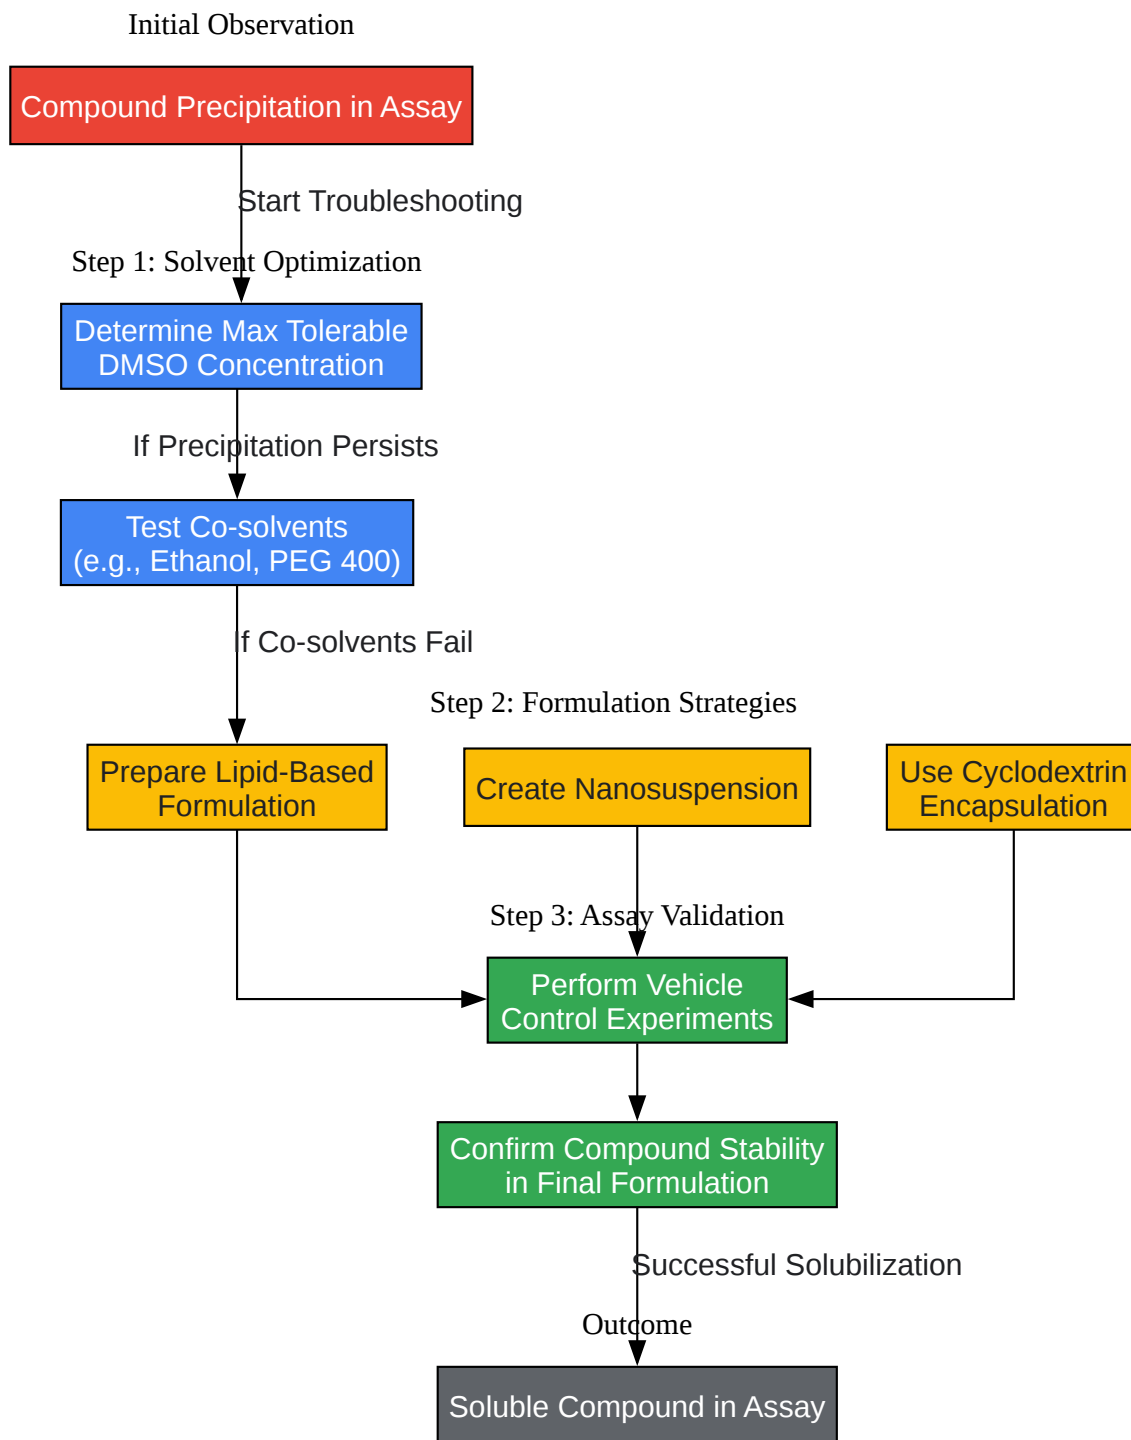 Initial Observation
Compound Precipitation in Assay
Start Troubleshooting
Step 1: Solvent Optimization
Determine Max Tolerable
DMSO Concentration
If Precipitation Persists
Test Co-solvents
(e.g., Ethanol, PEG 400)
If Co-solvents Fail
Step 2: Formulation Strategies
Prepare Lipid-Based
Formulation
Create Nanosuspension
Use Cyclodextrin
Encapsulation
Step 3: Assay Validation
Perform Vehicle
Control Experiments
Confirm Compound Stability
in Final Formulation
Successful Solubilization
Outcome
Soluble Compound in Assay